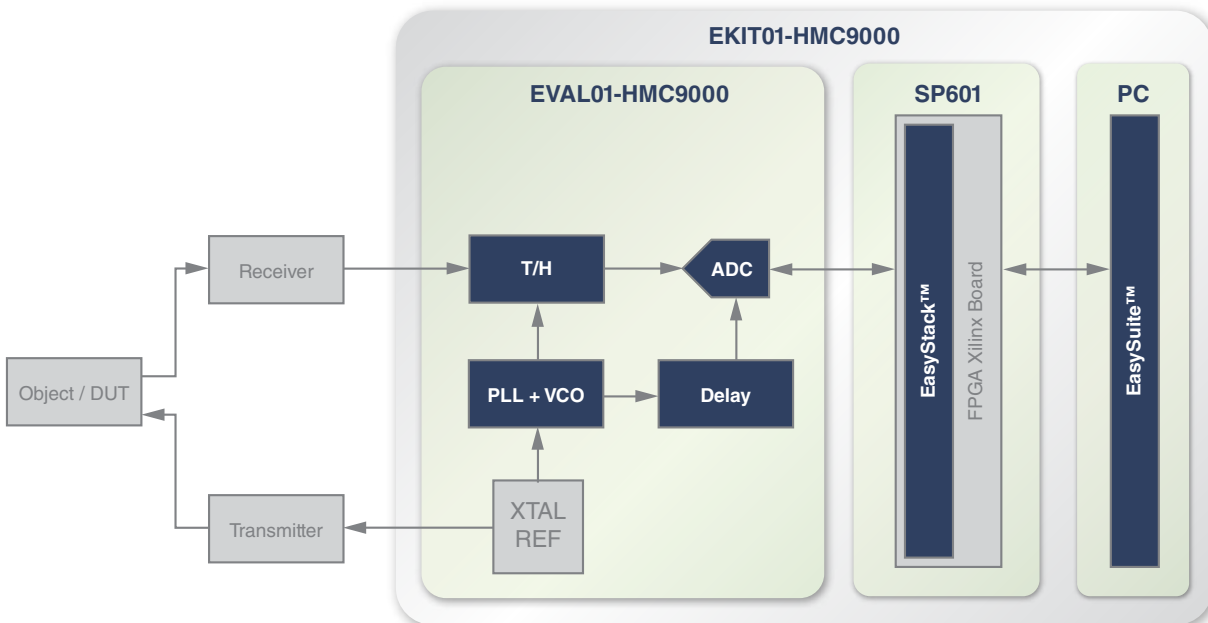 EKIT01-HMC9000
EVAL01-HMC9000
SP601
PC
Receiver
T/H
ADC
Object / DUT
PLL + VCO
Delay
EasyStack™
FPGA Xilinx Board
EasySuite™
Transmitter
XTAL
REF